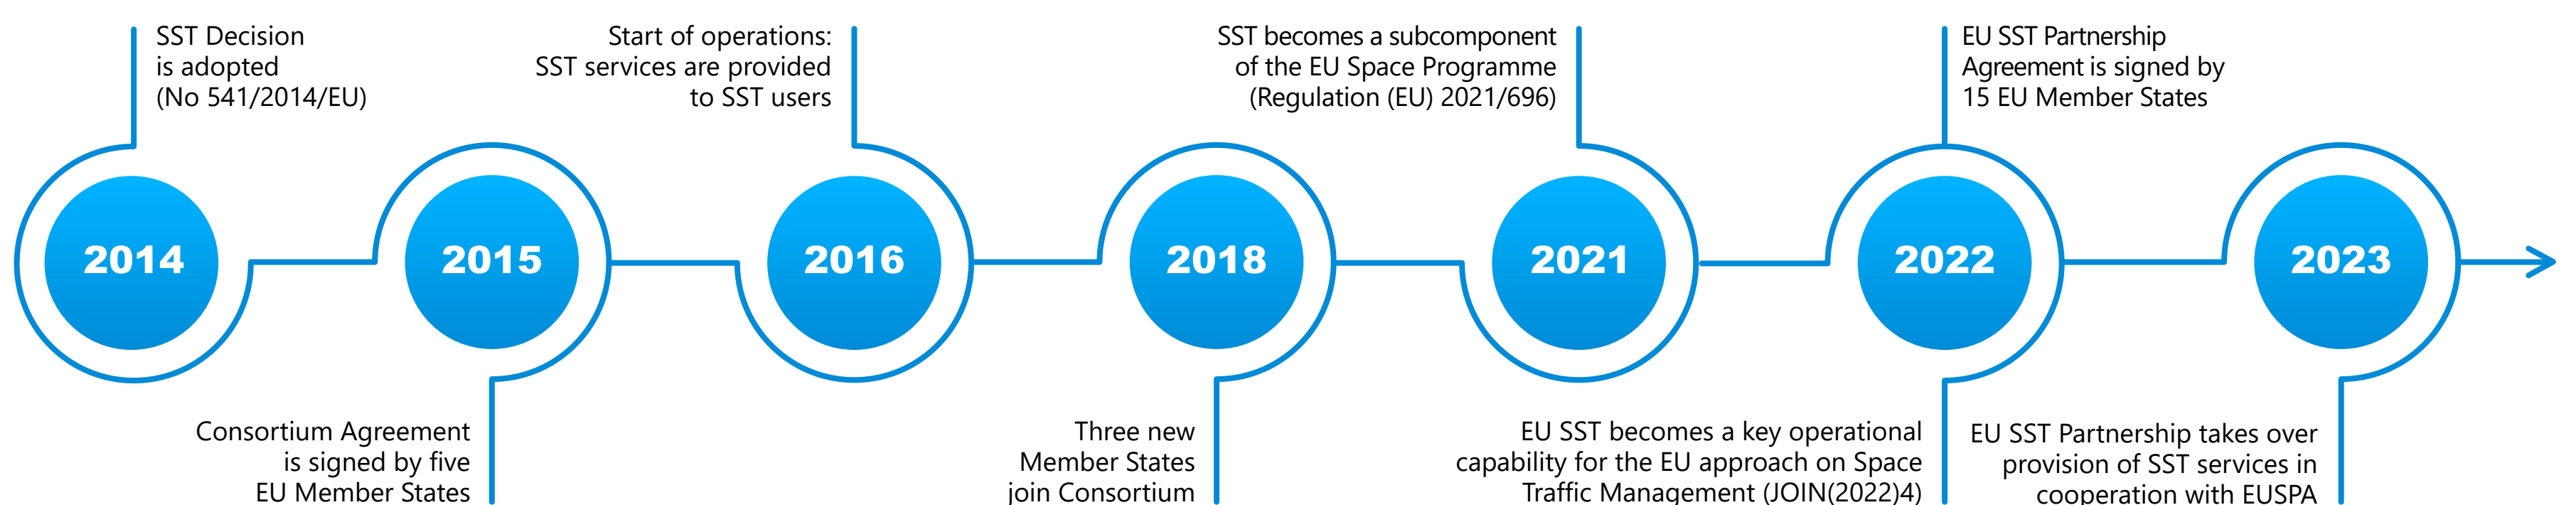 SST Decision
is adopted
(No 541/2014/EU)
Start of operations:
SST services are provided
to SST users
SST becomes a subcomponent
of the EU Space Programme
(Regulation (EU) 2021/696)
EU SST Partnership
Agreement is signed by
15 EU Member States
2014
2015
2016
2018
2021
2022
2023
Consortium Agreement
is signed by five
EU Member States
Three new
Member States
join Consortium
EU SST becomes a key operational
capability for the EU approach on Space
Traffic Management (JOIN(2022)4)
EU SST Partnership takes over
provision of SST services in
cooperation with EUSPA